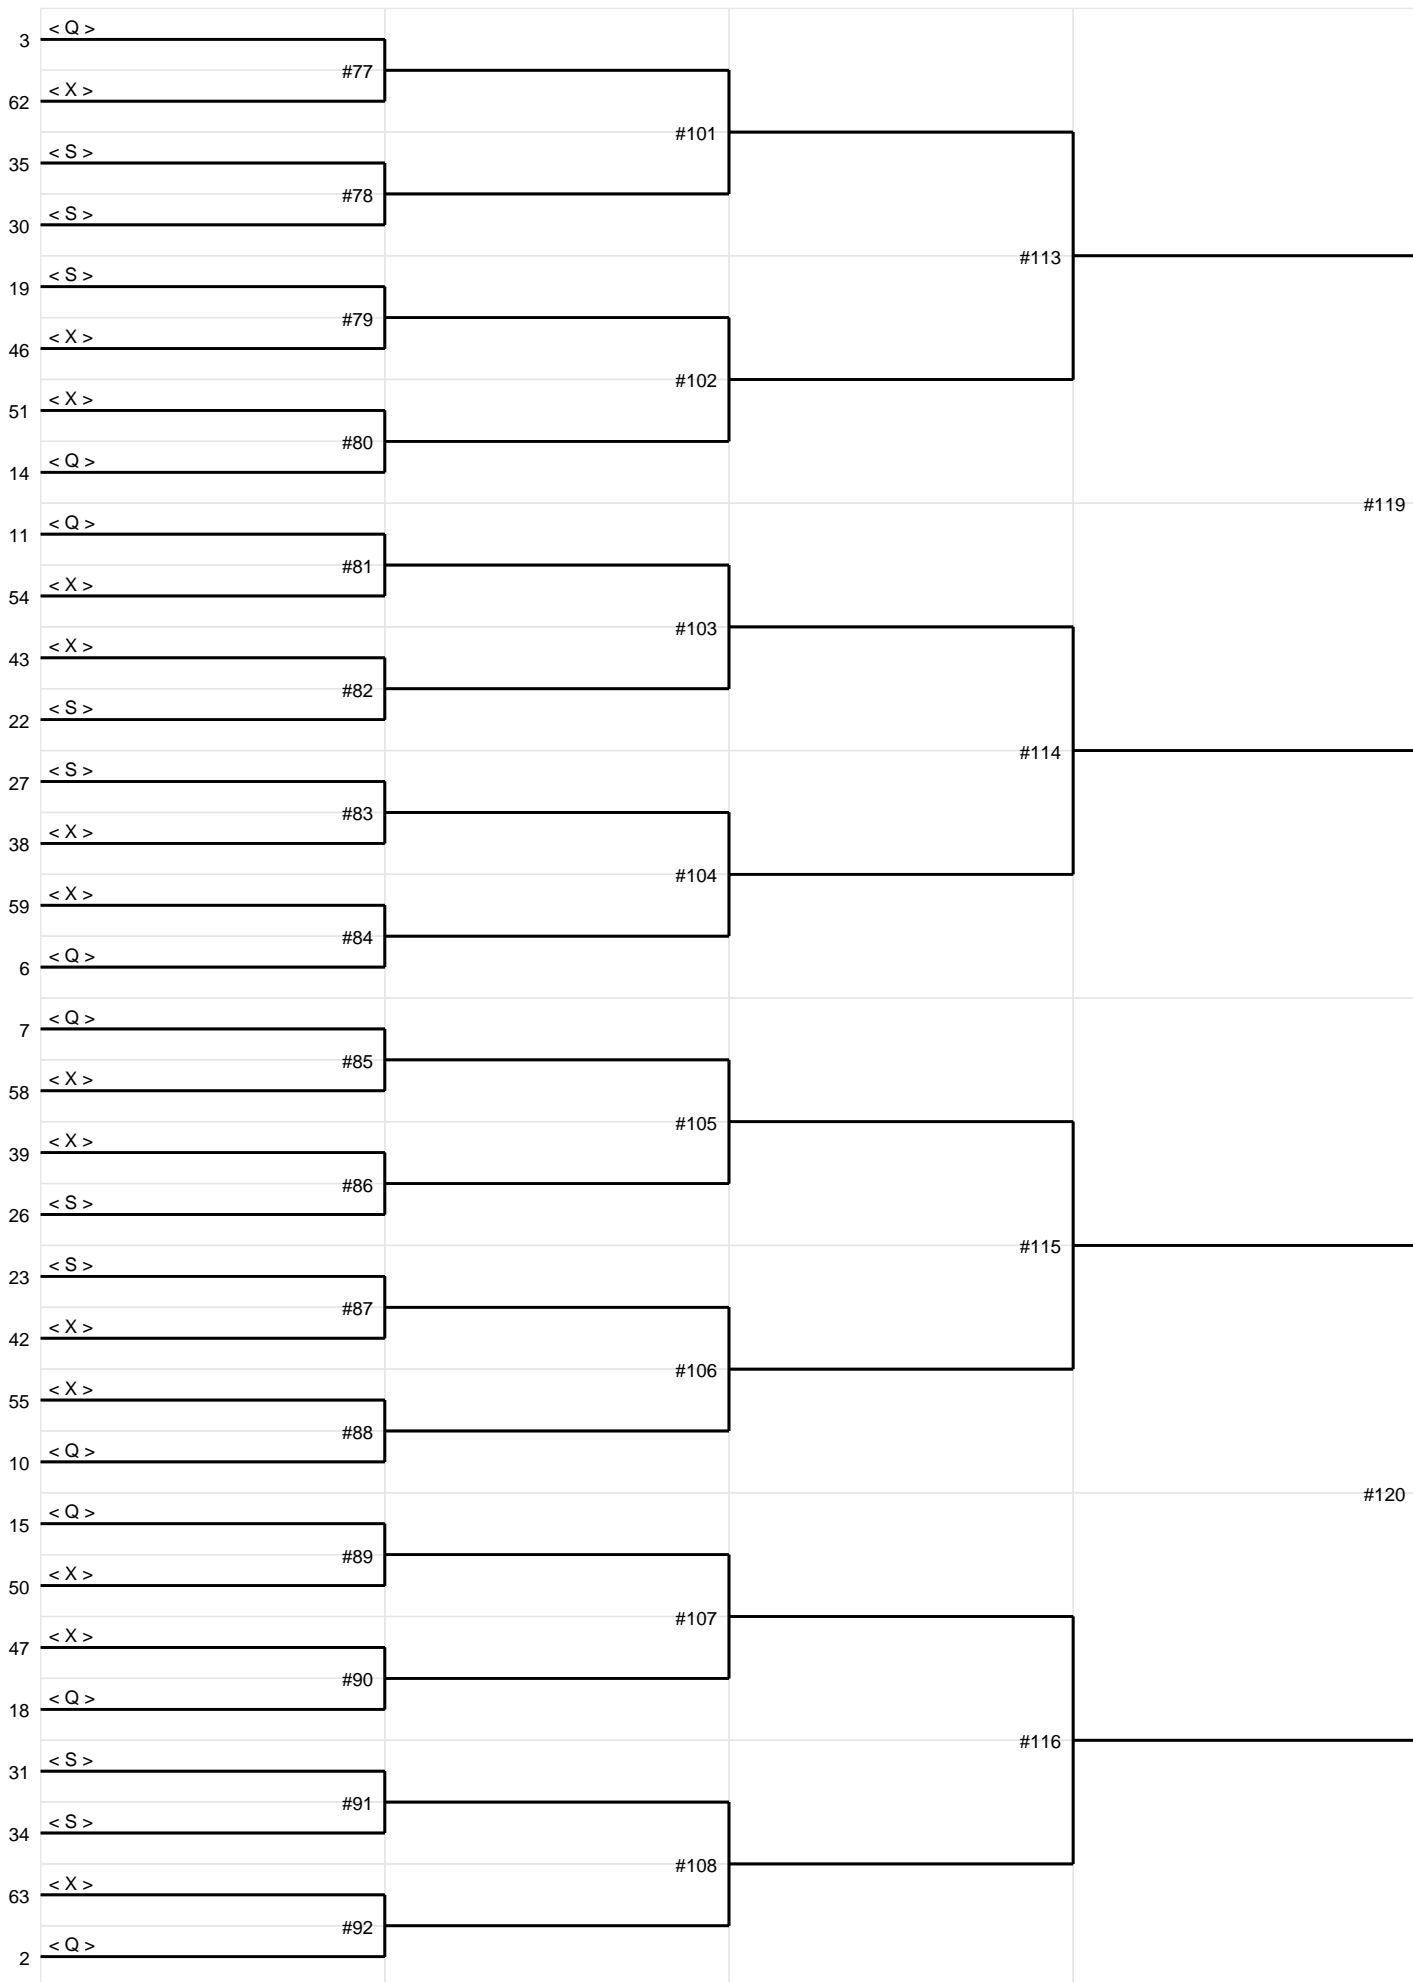 < Q >
3
#77
< X >
62
#101
< S >
35
#78
< S >
30
#113
< S >
19
#79
< X >
46
#102
< X >
51
#80
< Q >
14
#119
< Q >
11
#81
< X >
54
#103
< X >
43
#82
< S >
22
#114
< S >
27
#83
< X >
38
#104
< X >
59
#84
< Q >
6
< Q >
7
#85
< X >
58
#105
< X >
39
#86
< S >
26
#115
< S >
23
#87
< X >
42
#106
< X >
55
#88
< Q >
10
#120
< Q >
15
#89
< X >
50
#107
< X >
47
#90
< Q >
18
#116
< S >
31
#91
< S >
34
#108
< X >
63
#92
< Q >
2